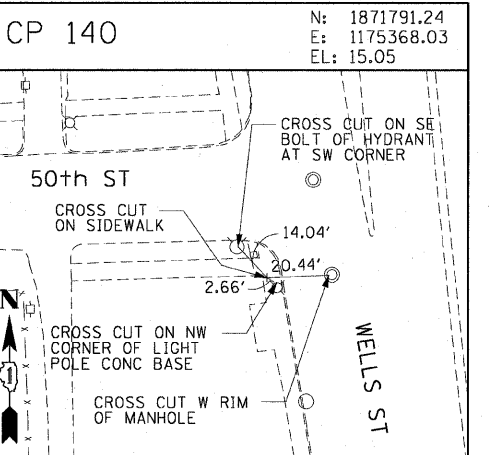 CP 140
N: 1871791.24
E: 1175368.03
EL: 15.05
CROSS CUT ON SE
BOLT OF HYDRANT
AT SW CORNER
50th ST
CROSS CUT
ON SIDEWALK
14.04'
20.44'
2.66'
N
CROSS CUT ON NW
CORNER OF LIGHT
POLE CONC BASE
WELLS ST
CROSS CUT W RIM
OF MANHOLE